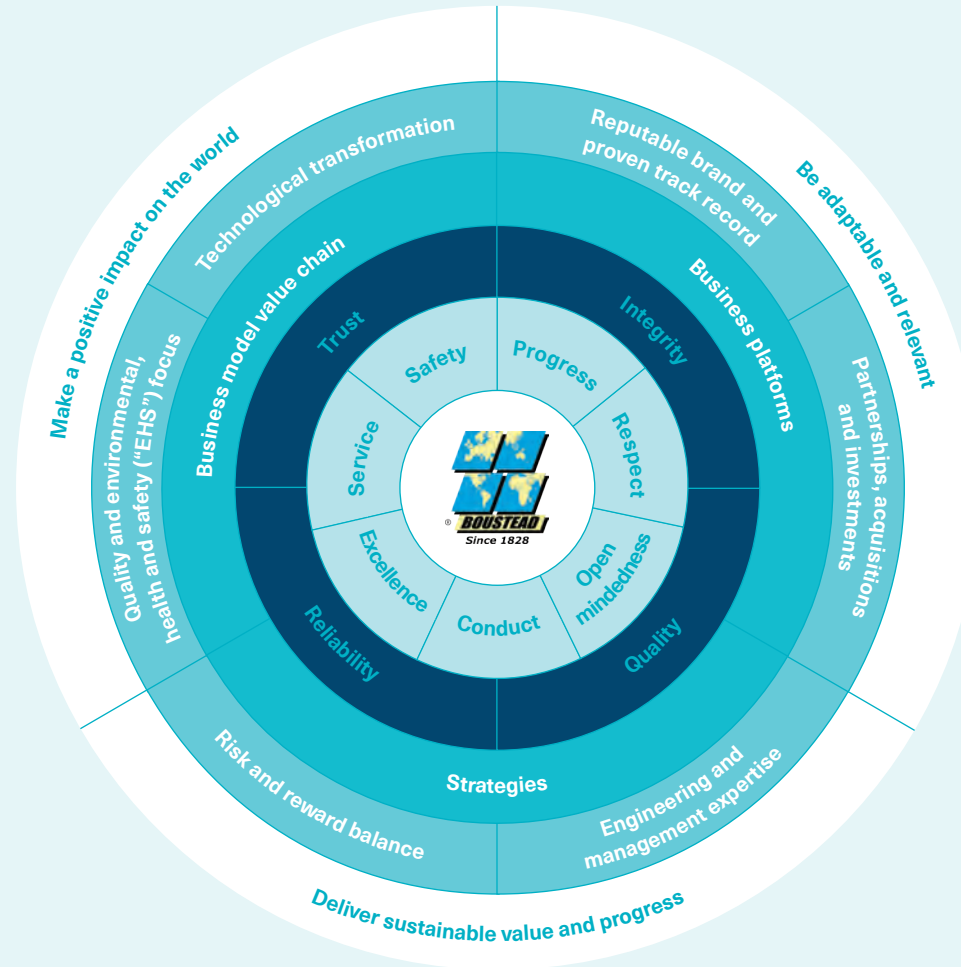 Make a positive impact on the world
Be adaptable and relevant
Deliver sustainable value and progress
Technological transformation
Reputable brand and
proven track record
Partnerships, acquisitions
and investments
Engineering and
management expertise
Risk and reward balance
Quality and environmental,
health and safety (“EHS”) focus
Business model value chain
Business platforms
Strategies
Trust
Integrity
Quality
Reliability
Safety
Progress
Respect
Open
mindedness
Conduct
Excellence
Service
® BOUSTEAD
Since 1828